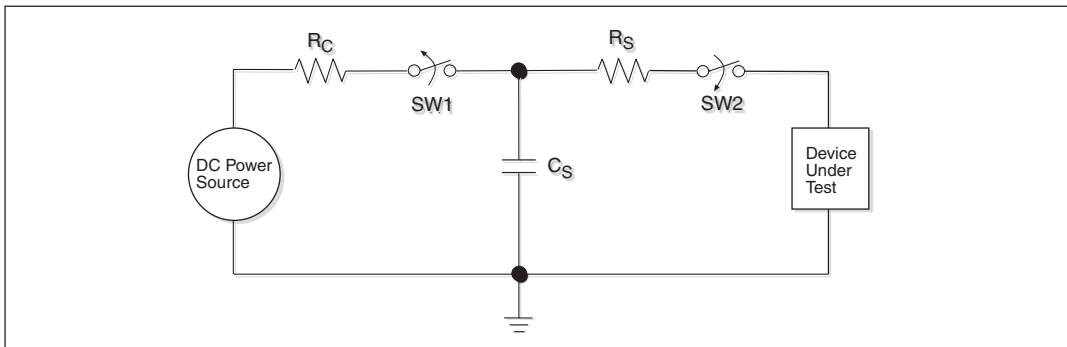 R_C
SW1
R_S
SW2
DC Power
Source
C_S
Device
Under
Test